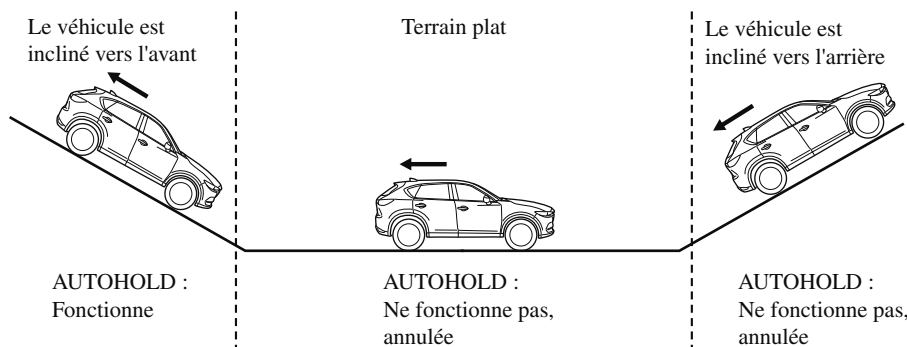 Le véhicule est
incliné vers l'avant
Terrain plat
Le véhicule est
incliné vers l'arrière
AUTOHOLD :
Fonctionne
AUTOHOLD :
Ne fonctionne pas,
annulée
AUTOHOLD :
Ne fonctionne pas,
annulée